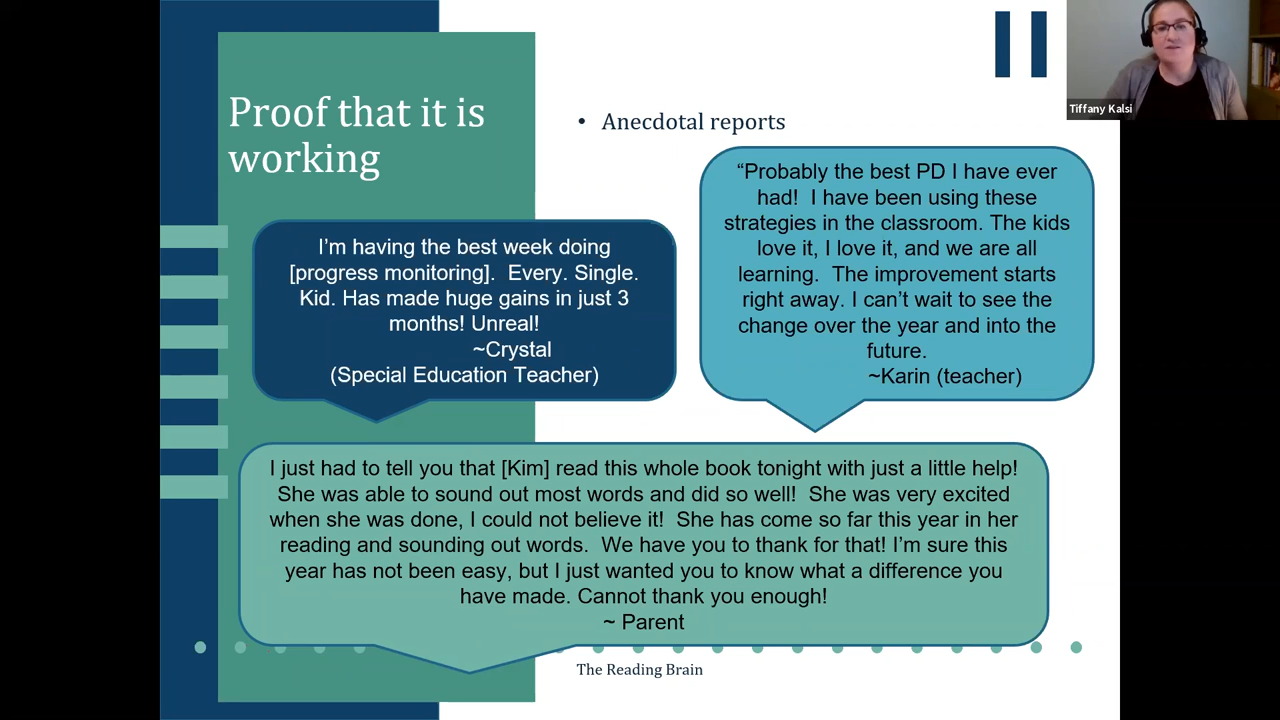 Proof that it is
working
• Anecdotal reports
Tiffany Kalsi
I’m having the best week doing
[progress monitoring].  Every. Single.
Kid. Has made huge gains in just 3
months! Unreal!
~Crystal
(Special Education Teacher)
“Probably the best PD I have ever
had!  I have been using these
strategies in the classroom. The kids
love it, I love it, and we are all
learning.  The improvement starts
right away. I can’t wait to see the
change over the year and into the
future.
~Karin (teacher)
I just had to tell you that [Kim] read this whole book tonight with just a little help!
She was able to sound out most words and did so well!  She was very excited
when she was done, I could not believe it!  She has come so far this year in her
reading and sounding out words.  We have you to thank for that! I’m sure this
year has not been easy, but I just wanted you to know what a difference you
have made. Cannot thank you enough!
~ Parent
The Reading Brain